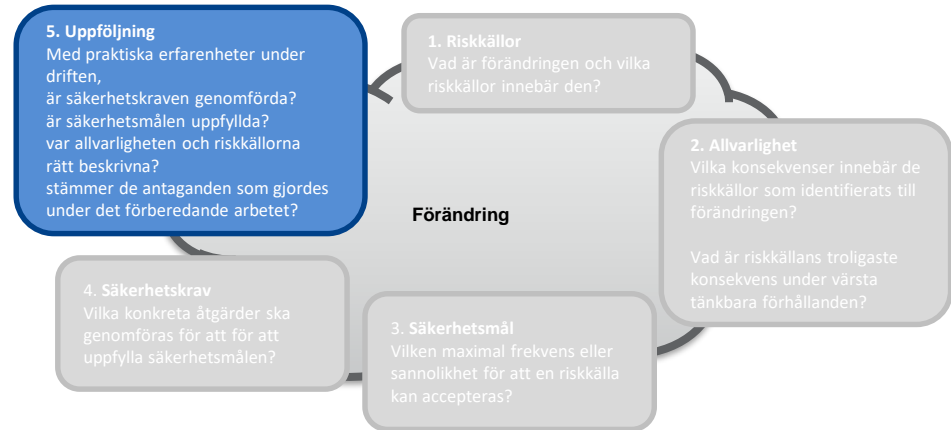 5. Uppföljning
Med praktiska erfarenheter under
driften,
är säkerhetskraven genomförda?
är säkerhetsmålen uppfyllda?
var allvarligheten och riskkällorna
rätt beskrivna?
stämmer de antaganden som gjordes
under det förberedande arbetet?
1. Riskkällor
Vad är förändringen och vilka
riskkällor innebär den?
2. Allvarlighet
Vilka konsekvenser innebär de
riskkällor som identifierats till
förändringen?
Vad är riskkällans troligaste
konsekvens under värsta
tänkbara förhållanden?
Förändring
4. Säkerhetskrav
Vilka konkreta åtgärder ska
genomföras för att för att
uppfylla säkerhetsmålen?
3. Säkerhetsmål
Vilken maximal frekvens eller
sannolikhet för att en riskkälla
kan accepteras?